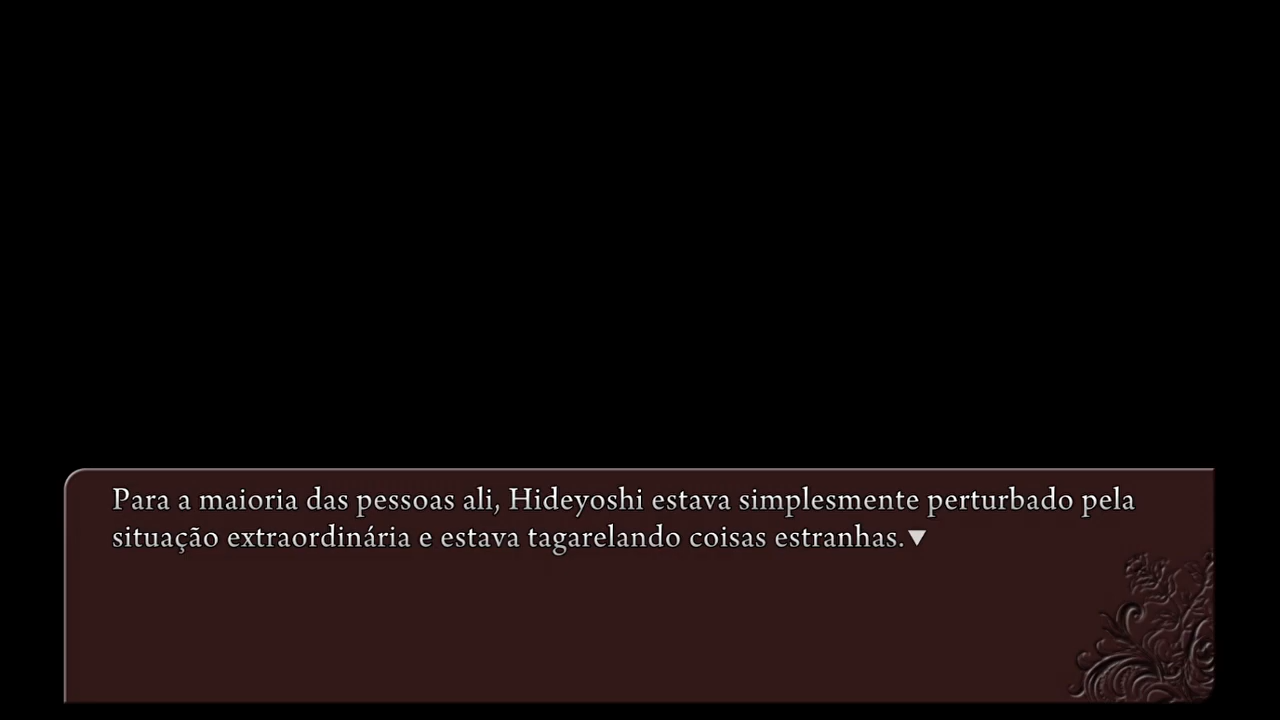 Para a maioria das pessoas ali, Hideyoshi estava simplesmente perturbado pela
situação extraordinária e estava tagarelando coisas estranhas.▼